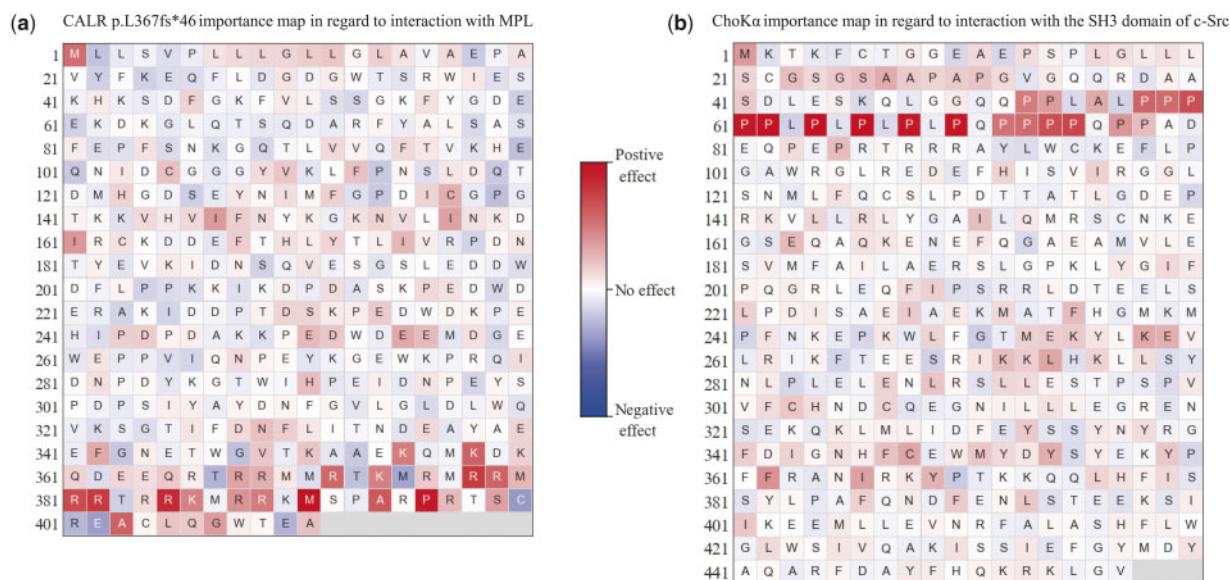 (a)
CALR p.L367fs*46 importance map in regard to interaction with MPL
1 M L L S V P L L L G L L G L A V A E P A
21 V Y F K E Q F L D G D G W T S R W I E S
41 K H K S D F G K F V L S S G K F Y G D E
61 E K D K G L Q T S Q D A R F Y A L S A S
81 F E P F S N K G Q T L V V Q F T V K H E
101 Q N I D C G G G Y V K L F P N S L D Q T
121 D M H G D S E Y N I M F G P D I C G P G
141 T K K V H V I F N Y K G K N V L I N K D
161 I R C K D D E F T H L Y T L I V R P D N
181 T Y E V K I D N S Q V E S G S L E D D W
201 D F L P P K K I K D P D A S K P E D W D
221 E R A K I D D P T D S K P E D W D K P E
241 H I P D P D A K K P E D W D E E M D G E
261 W E P P V I Q N P E Y K G E W K P R Q I
281 D N P D Y K G T W I H P E I D N P E Y S
301 P D P S I Y A Y D N F G V L G L D L W Q
321 V K S G T I F D N F L I T N D E A Y A E
341 E F G N E T W G V T K A A E K Q M K D K
361 Q D E E Q R T R R M M R T K M R M R R M
381 R R T R R K M R R K M S P A R P R T S C
401 R E A C L Q G W T E A
Postive
effect
No effect
Negative
effect
(b)
ChoKα importance map in regard to interaction with the SH3 domain of c-Src
1 M K T K F C T G G E A E P S P L G L L L
21 S C G S G S A A P A P G V G Q Q R D A A
41 S D L E S K Q L G G Q Q P P L A L P P P
61 P P L P L P L P L P Q P P P P Q P P A D
81 E Q P E P R T R R R A Y L W C K E F L P
101 G A W R G L R E D E F H I S V I R G G L
121 S N M L F Q C S L P D T T A T L G D E P
141 R K V L L R L Y G A I L Q M R S C N K E
161 G S E Q A Q K E N E F Q G A E A M V L E
181 S V M F A I L A E R S L G P K L Y G I F
201 P Q G R L E Q F I P S R R L D T E E L S
221 L P D I S A E I A E K M A T F H G M K M
241 P F N K E P K W L F G T M E K Y L K E V
261 L R I K F T E E S R I K K L H K L L S Y
281 N L P L E L E N L R S L L E S T P S P V
301 V F C H N D C Q E G N I L L L E G R E N
321 S E K Q K L M L I D F E Y S S Y N Y R G
341 F D I G N H F C E W M Y D Y S Y E K Y P
361 F F R A N I R K Y P T K K Q Q L H F I S
381 S Y L P A F Q N D F E N L S T E E K S I
401 I K E E M L L E V N R F A L A S H F L W
421 G L W S I V Q A K I S S I E F G Y M D Y
441 A Q A R F D A Y F H Q K R K L G V